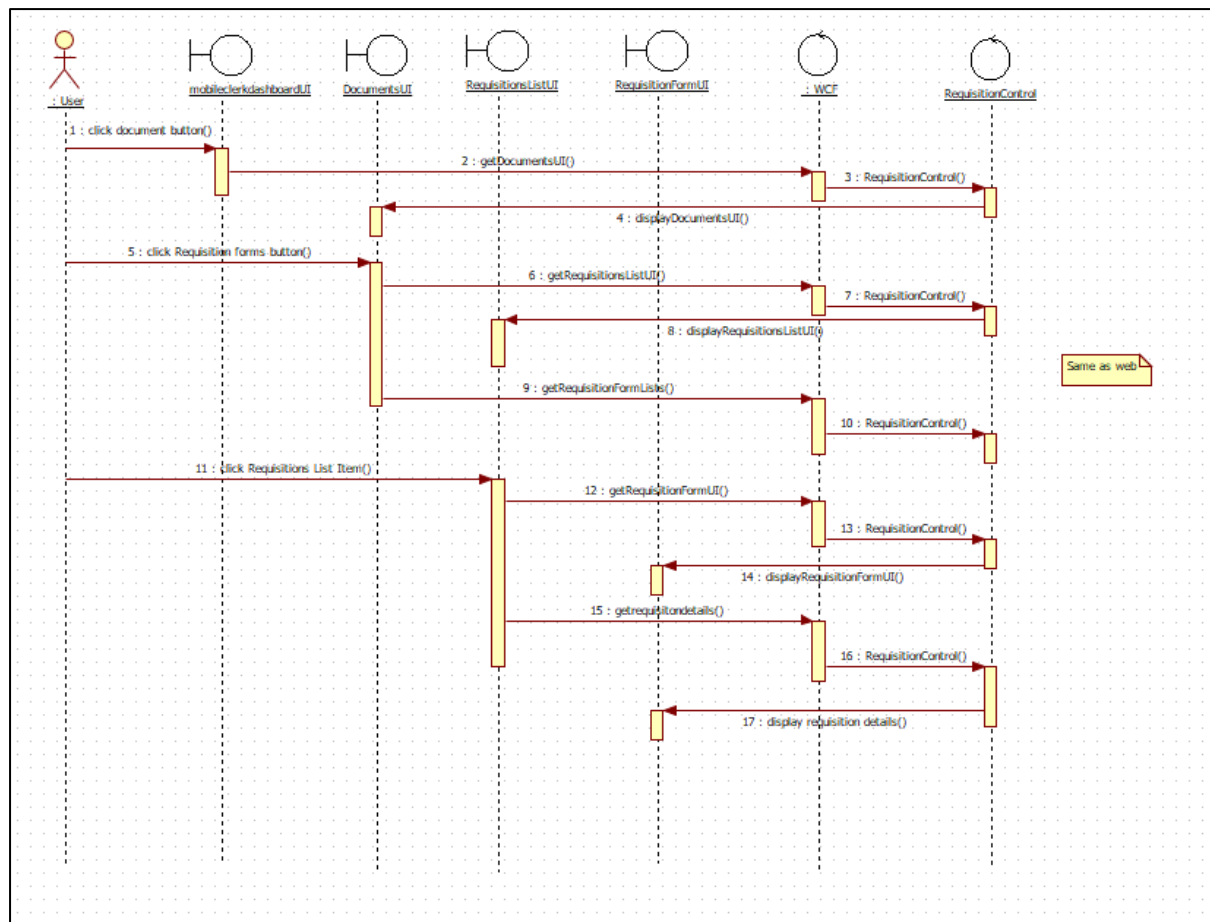 : User
mobileclerkdashboardUI
DocumentsUI
RequisitionsListUI
RequisitionFormUI
: WCF
RequisitionControl
1 : click document button()
2 : getDocumentsUI()
3 : RequisitionControl()
4 : displayDocumentsUI()
5 : click Requisition forms button()
6 : getRequisitionsListUI()
7 : RequisitionControl()
8 : displayRequisitionsListUI()
Same as web
9 : getRequisitionFormLists()
10 : RequisitionControl()
11 : click Requisitions List Item()
12 : getRequisitionFormUI()
13 : RequisitionControl()
14 : displayRequisitionFormUI()
15 : getrequisitondetails()
16 : RequisitionControl()
17 : display requisition details()